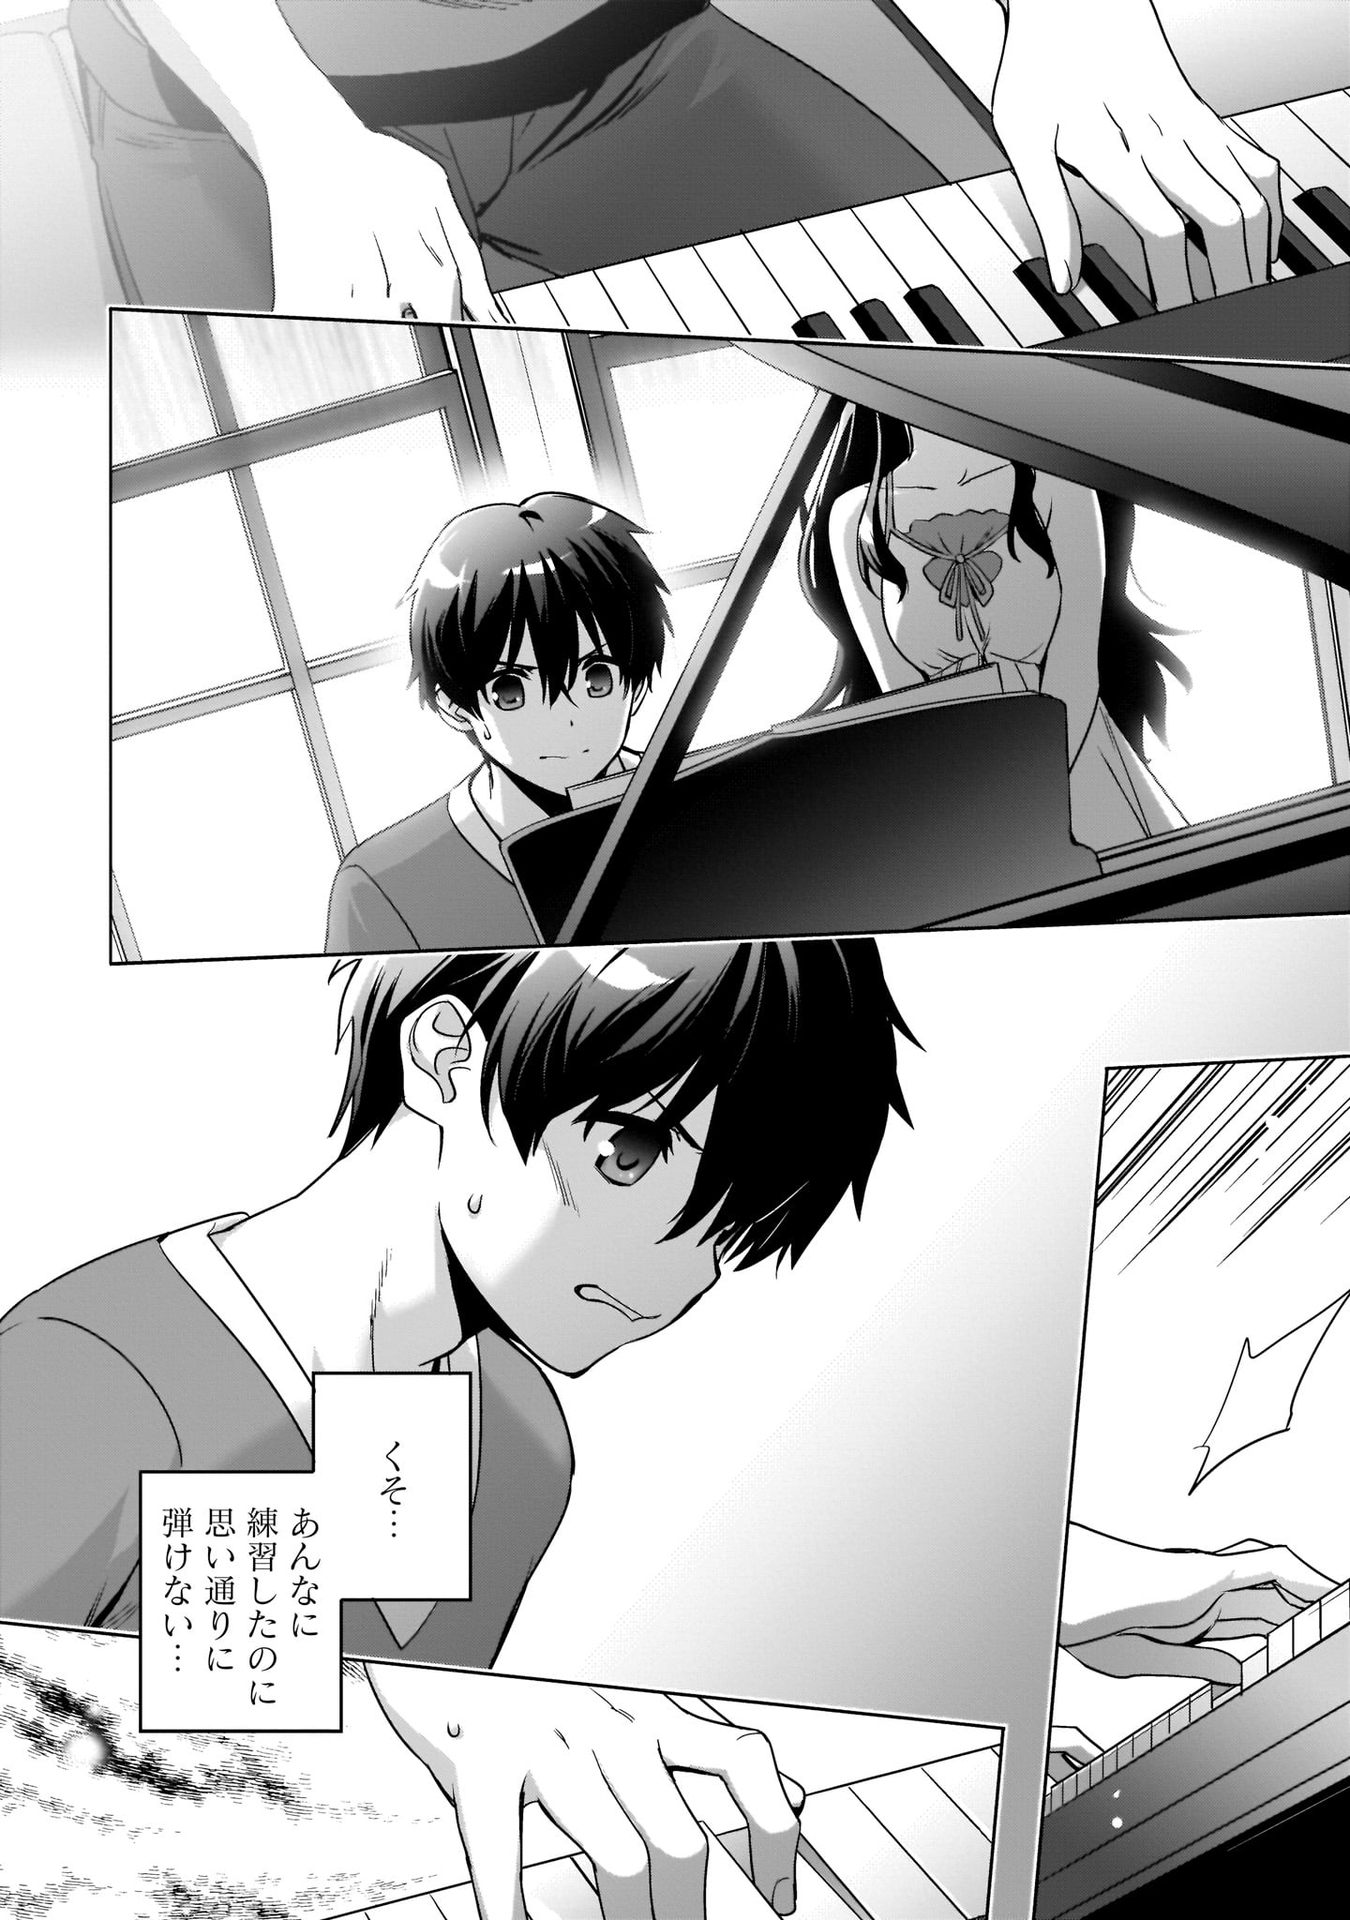 くそ…
あんなに
練習したのに
思い通りに
弾けない…